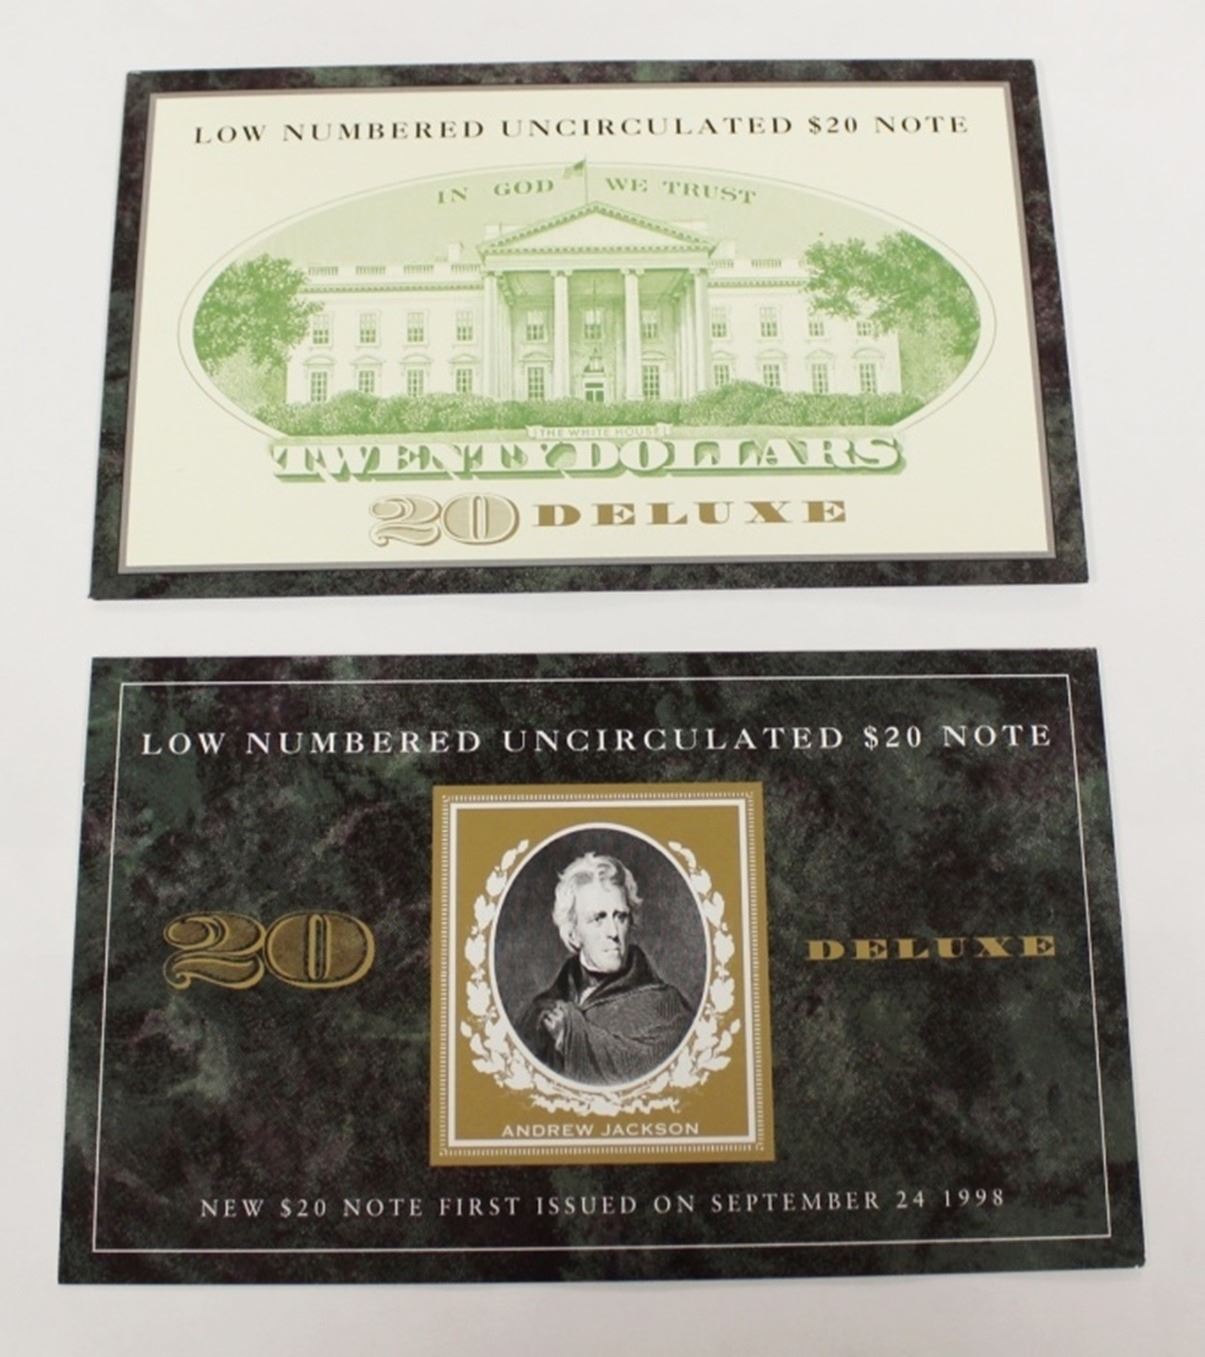 LOW NUMBERED UNCIRCULATED $20 NOTE
IN GOD WE TRUST
THE WHITE HOUSE
TWENTY DOLLARS
20 DELUXE
LOW NUMBERED UNCIRCULATED $20 NOTE
20 DELUXE
ANDREW JACKSON
NEW $20 NOTE FIRST ISSUED ON SEPTEMBER 24 1998